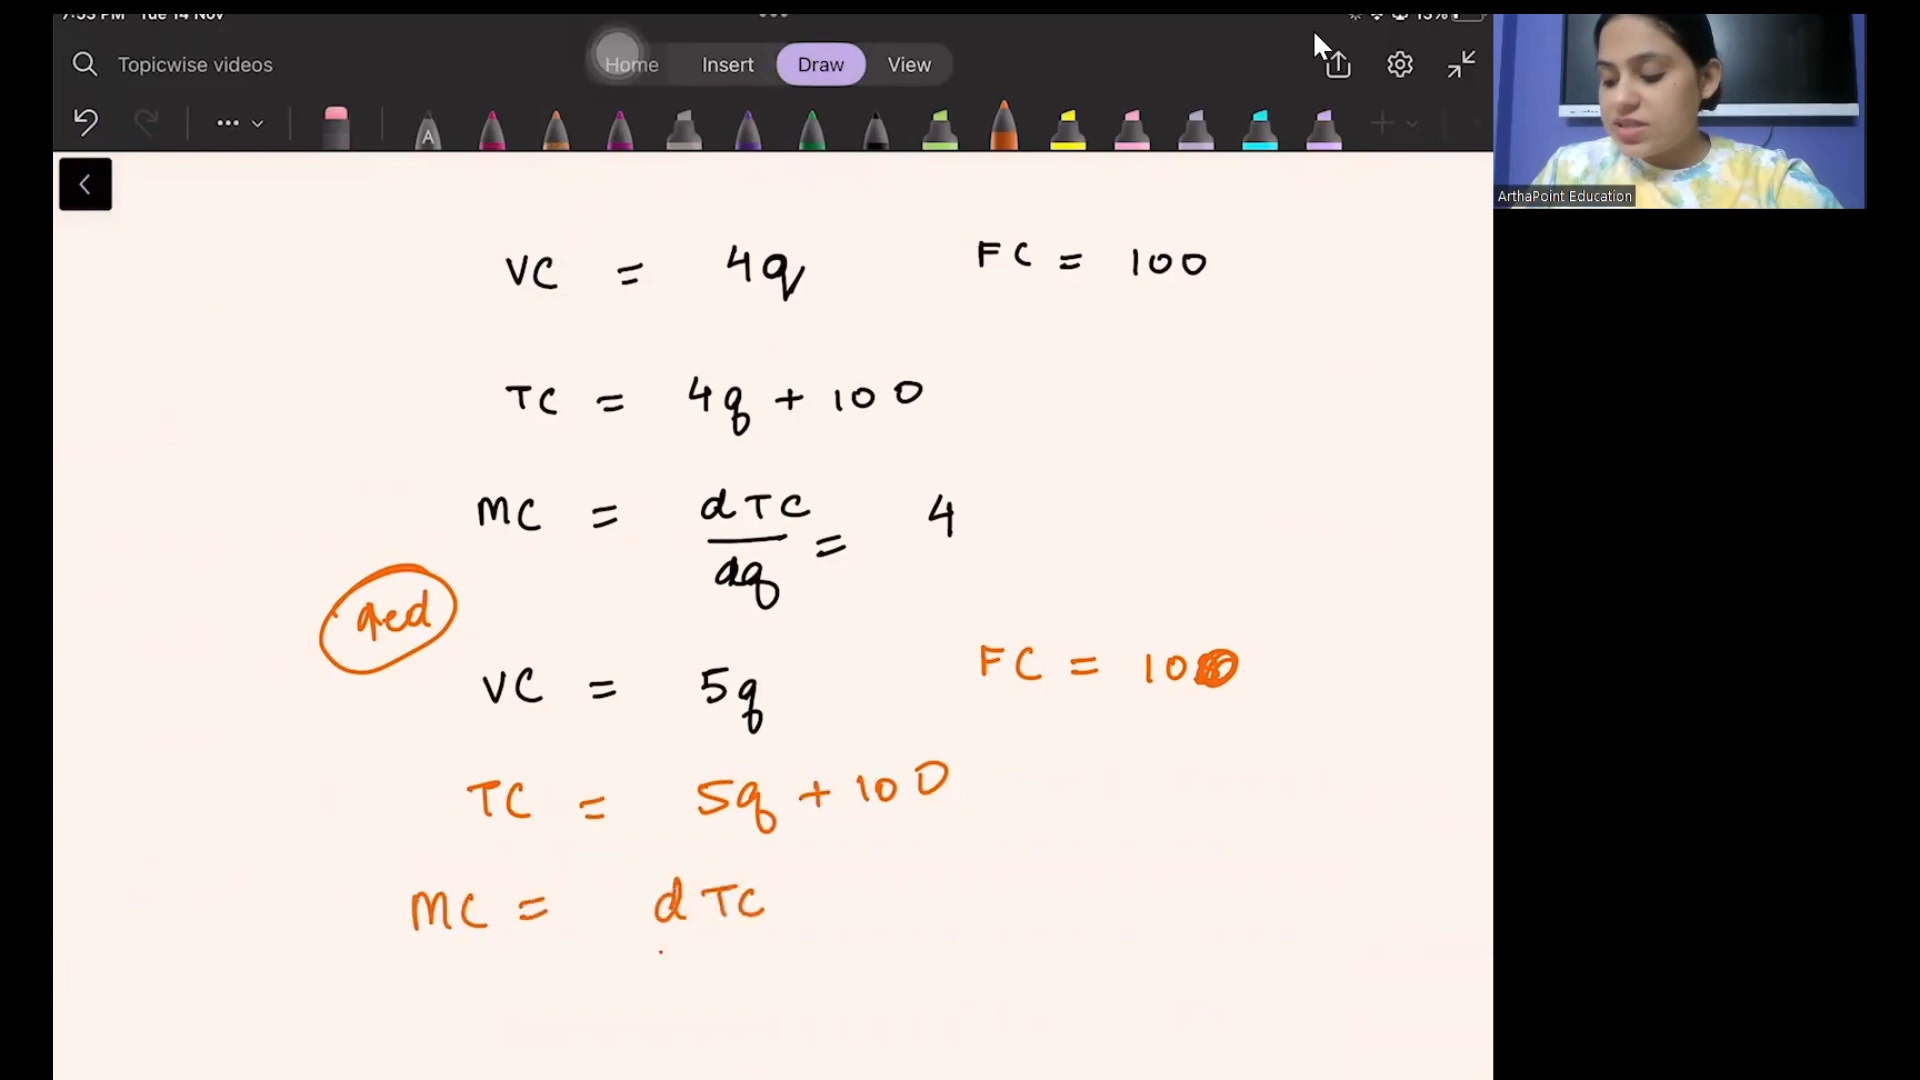 Topicwise videos
Home Insert Draw View
A
ArthaPoint Education
VC = 4q FC = 100
TC = 4q + 100
MC = dTC/dq = 4
VC = 5q FC = 100
TC = 5q + 100
MC = dTC